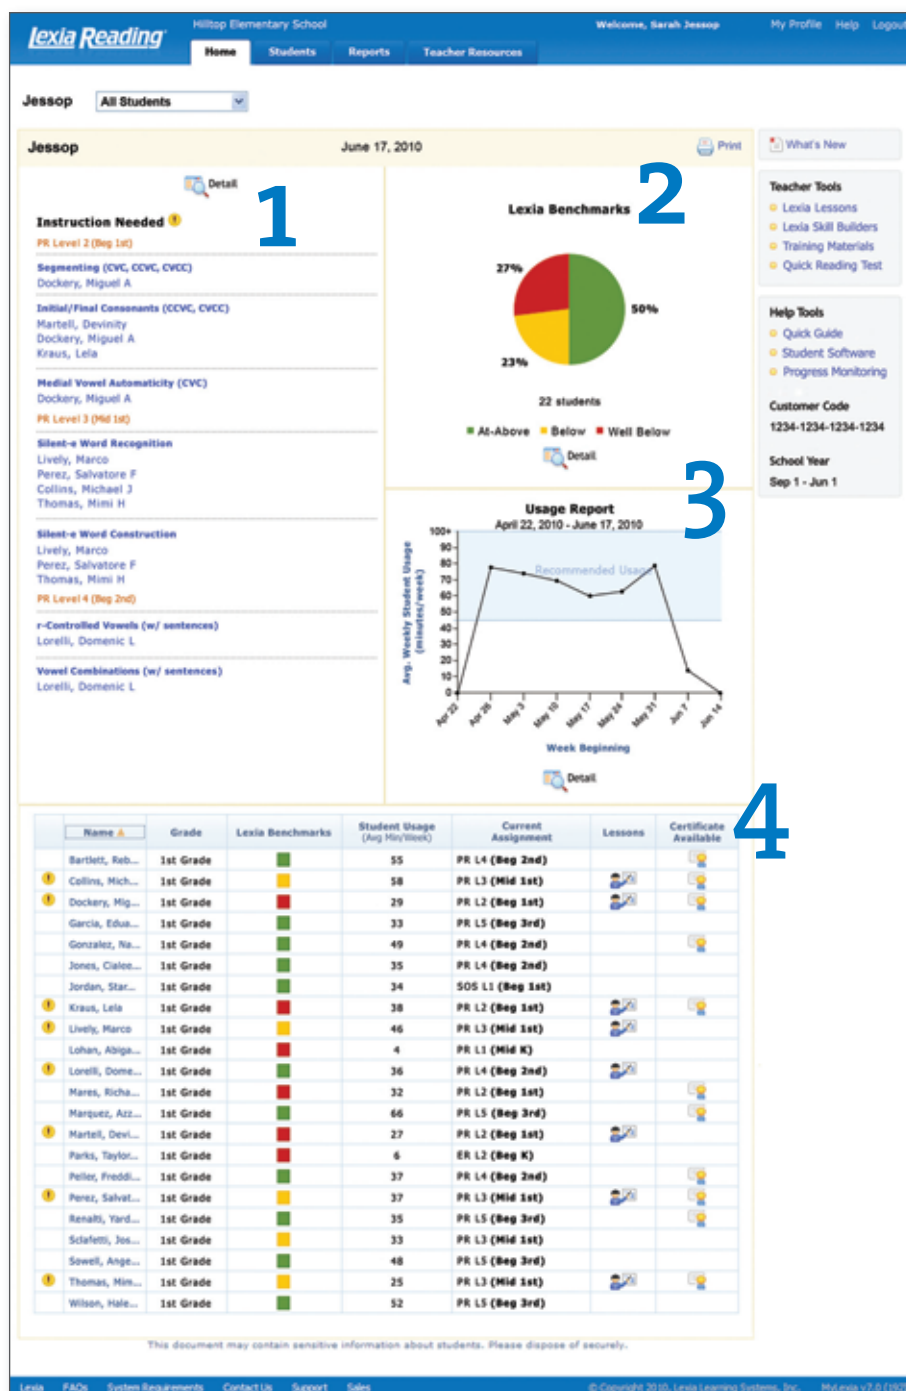 Lexia Reading
Hilltop Elementary School
Welcome, Sarah Jessop
My Profile Help Logout
Home Students Reports Teacher Resources
Jessop All Students
Jessop June 17, 2010 Print
Detail
1
Instruction Needed
PR Level 2 (Beg 1st)
Segmenting (CVC, CCVC, CVCC)
Dockery, Miguel A
Initial/Final Consonants (CCVC, CVCC)
Martell, Devinity
Dockery, Miguel A
Kraus, Lela
Medial Vowel Automaticity (CVC)
Dockery, Miguel A
PR Level 3 (Mid 1st)
Silent-e Word Recognition
Lively, Marco
Perez, Salvatore F
Collins, Michael J
Thomas, Mimi H
Silent-e Word Construction
Lively, Marco
Perez, Salvatore F
Thomas, Mimi H
PR Level 4 (Beg 2nd)
r-Controlled Vowels (w/ sentences)
Lorelli, Domenic L
Vowel Combinations (w/ sentences)
Lorelli, Domenic L
2
Lexia Benchmarks
27%
50%
23%
22 students
At-Above Below Well Below
Detail
3
Usage Report
April 22, 2010 - June 17, 2010
Avg. Weekly Student Usage
(minutes/week)
100+
90
80
70
60
50
40
30
20
10
0
Recommended Usage
Apr 22 Apr 26 May 3 May 10 May 17 May 24 May 31 Jun 7 Jun 14
Week Beginning
Detail
What's New
Teacher Tools
Lexia Lessons
Lexia Skill Builders
Training Materials
Quick Reading Test
Help Tools
Quick Guide
Student Software
Progress Monitoring
Customer Code
1234-1234-1234-1234
School Year
Sep 1 - Jun 1
4
Name Grade Lexia Benchmarks Student Usage (Avg Min/Week) Current Assignment Lessons Certificate Available
Bartlett, Reb... 1st Grade 55 PR L4 (Beg 2nd)
Collins, Mich... 1st Grade 58 PR L3 (Mid 1st)
Dockery, Mig... 1st Grade 29 PR L2 (Beg 1st)
Garcia, Edua... 1st Grade 33 PR L5 (Beg 3rd)
Gonzalez, Na... 1st Grade 49 PR L4 (Beg 2nd)
Jones, Cialee... 1st Grade 35 PR L4 (Beg 2nd)
Jordan, Star... 1st Grade 34 SOS L1 (Beg 1st)
Kraus, Lela 1st Grade 38 PR L2 (Beg 1st)
Lively, Marco 1st Grade 46 PR L3 (Mid 1st)
Lohan, Abiga... 1st Grade 4 PR L1 (Mid K)
Lorelli, Dome... 1st Grade 36 PR L4 (Beg 2nd)
Mares, Richa... 1st Grade 32 PR L2 (Beg 1st)
Marquez, Azz... 1st Grade 66 PR L5 (Beg 3rd)
Martell, Devi... 1st Grade 27 PR L2 (Beg 1st)
Parks, Taylor... 1st Grade 6 ER L2 (Beg K)
Peller, Freddi... 1st Grade 37 PR L4 (Beg 2nd)
Perez, Salvat... 1st Grade 37 PR L3 (Mid 1st)
Renalti, Yard... 1st Grade 35 PR L5 (Beg 3rd)
Sclafetti, Jos... 1st Grade 33 PR L3 (Mid 1st)
Sowell, Ange... 1st Grade 48 PR L5 (Beg 3rd)
Thomas, Mim... 1st Grade 25 PR L3 (Mid 1st)
Wilson, Hale... 1st Grade 52 PR L5 (Beg 3rd)
This document may contain sensitive information about students. Please dispose of securely.
Lexia FAQs System Requirements Contact Us Support Sales
© Copyright 2010, Lexia Learning Systems, Inc. MyLexia v7.0